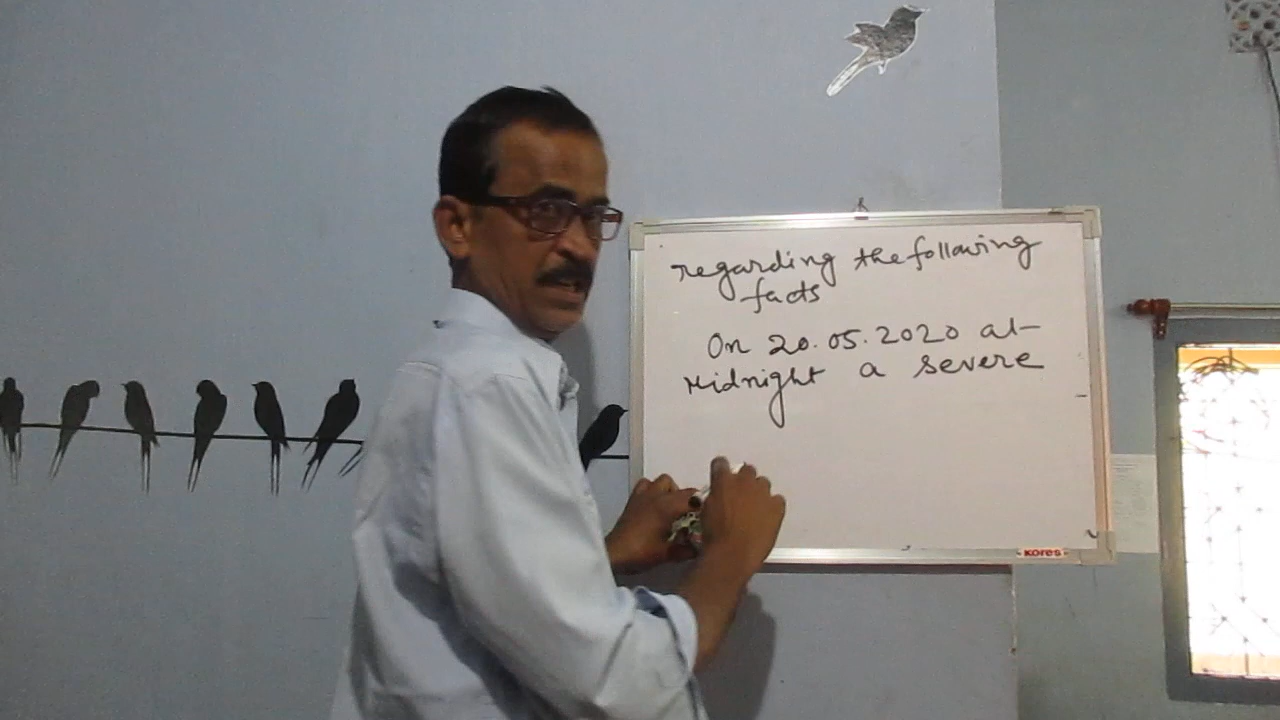 regarding the following
facts
On 20.05.2020 at
Midnight a severe
KORES